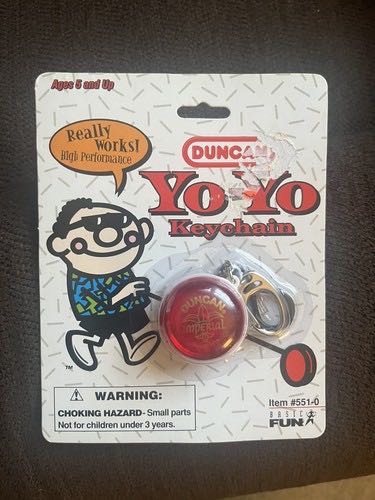 Ages 5 and Up
Really
Works!
High Performance
DUNCAN
Yo-Yo
Keychain
DUNCAN
Imperial
TM
⚠ WARNING:
CHOKING HAZARD- Small parts
Not for children under 3 years.
Item #551-0
BASIC
FUN